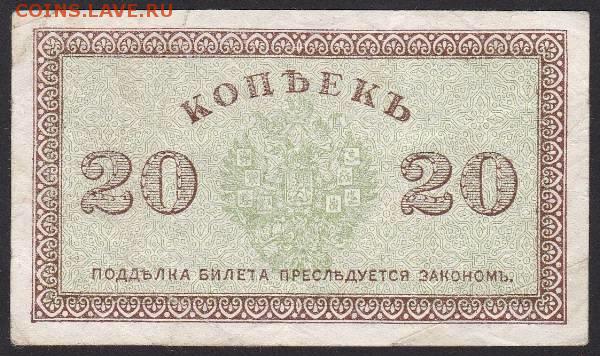 coins.lave.ru
КОПѢЕКЪ
20 20
ПОДДѢЛКА БИЛЕТА ПРЕСЛѢДУЕТСЯ ЗАКОНОМЪ.